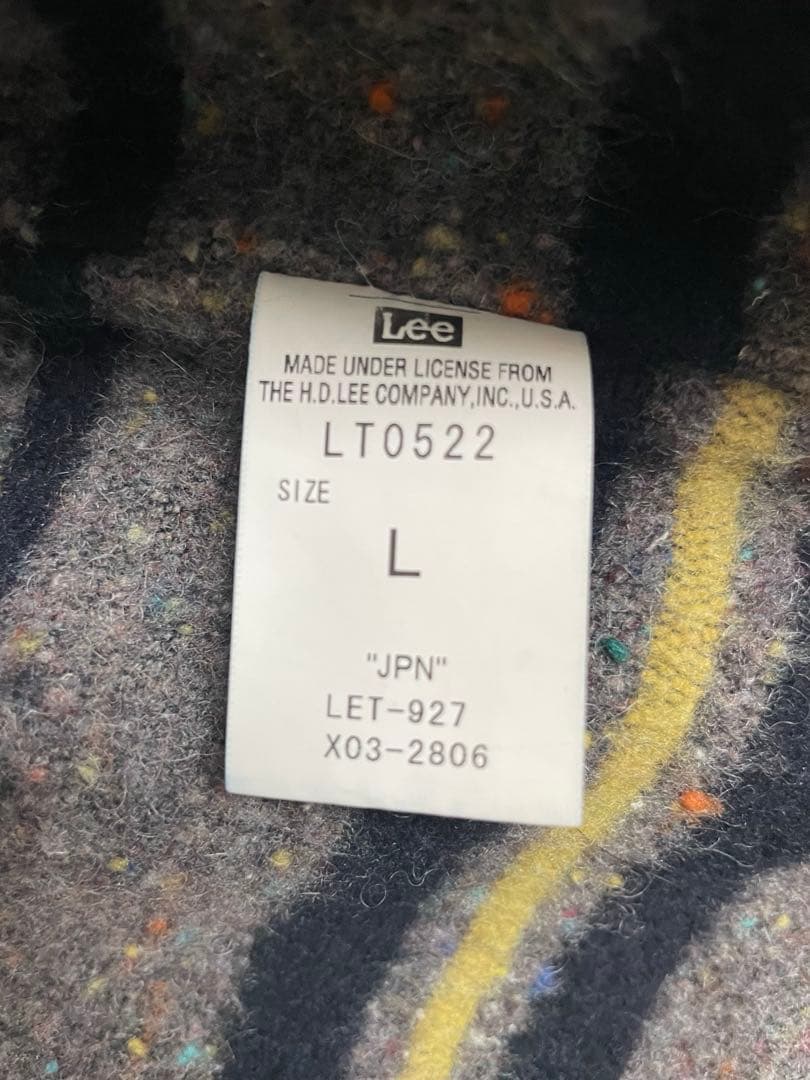 Lee
MADE UNDER LICENSE FROM
THE H.D.LEE COMPANY,INC.,U.S.A.
LT0522
SIZE
L
"JPN"
LET-927
X03-2806